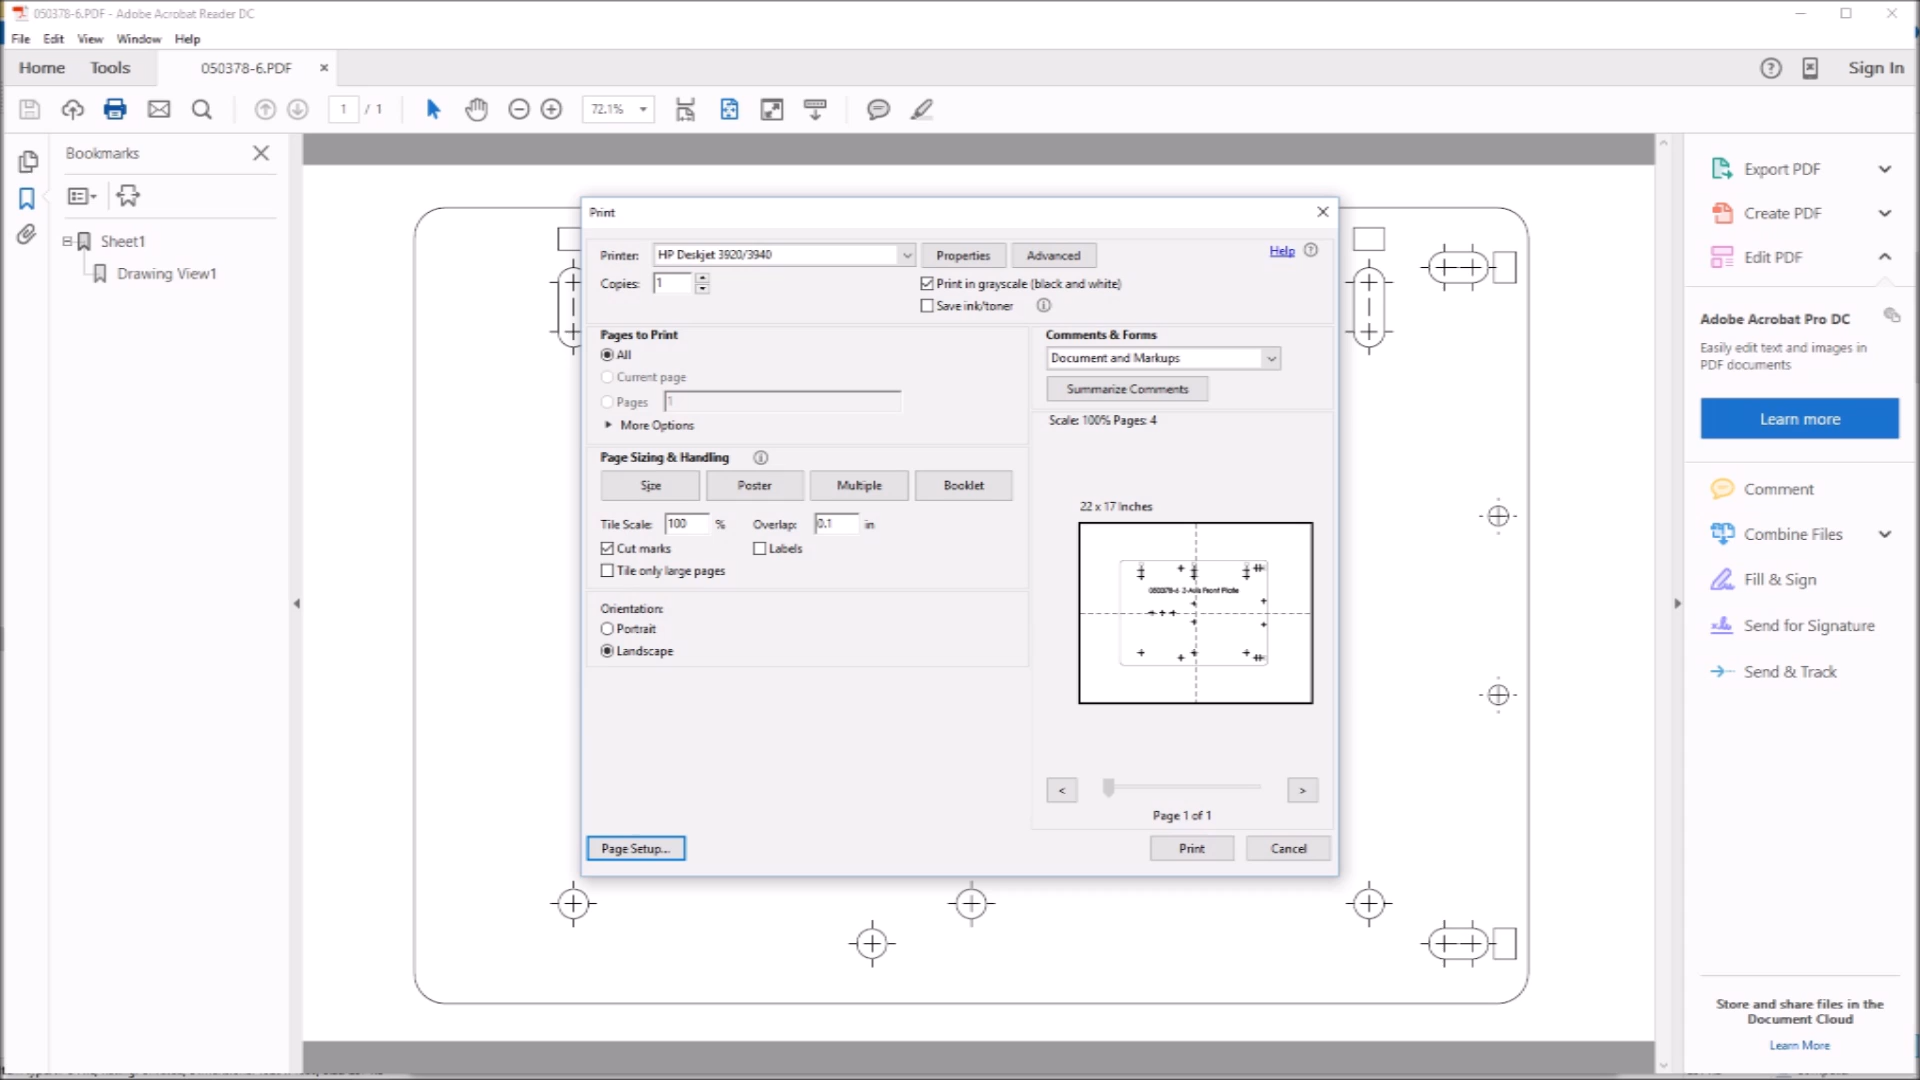 050378-6.PDF - Adobe Acrobat Reader DC
File Edit View Window Help
Home Tools 050378-6.PDF
Sign In
1 / 1
72.1%
Bookmarks
Sheet1
Drawing View1
Print
Printer: HP Deskjet 3920/3940 Properties Advanced Help
Copies: 1
Print in grayscale (black and white)
Save ink/toner
Pages to Print
All
Current page
Pages 1
More Options
Page Sizing & Handling
Size Poster Multiple Booklet
Tile Scale: 100 % Overlap: 0.1 in
Cut marks Labels
Tile only large pages
Orientation:
Portrait
Landscape
Comments & Forms
Document and Markups
Summarize Comments
Scale: 100% Pages: 4
22 x 17 Inches
050378-6 Z-Axis Front Plate
< >
Page 1 of 1
Page Setup... Print Cancel
Export PDF
Create PDF
Edit PDF
Adobe Acrobat Pro DC
Easily edit text and images in
PDF documents
Learn more
Comment
Combine Files
Fill & Sign
Send for Signature
Send & Track
Store and share files in the
Document Cloud
Learn More